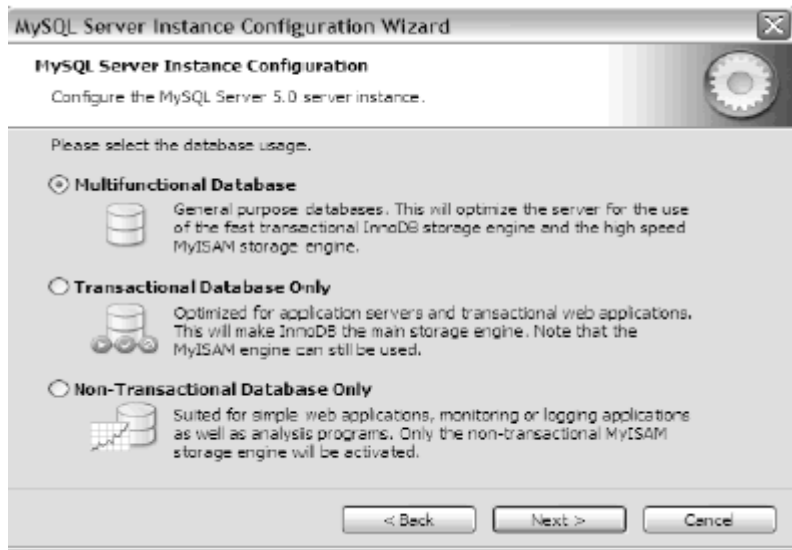 MySQL Server Instance Configuration Wizard
MySQL Server Instance Configuration
Configure the MySQL Server 5.0 server instance.
Please select the database usage.
Multifunctional Database
General purpose databases. This will optimize the server for the use
of the fast transactional InnoDB storage engine and the high speed
MyISAM storage engine.
Transactional Database Only
Optimized for application servers and transactional web applications.
This will make InnoDB the main storage engine. Note that the
MyISAM engine can still be used.
Non-Transactional Database Only
Suited for simple web applications, monitoring or logging applications
as well as analysis programs. Only the non-transactional MyISAM
storage engine will be activated.
< Back
Next >
Cancel